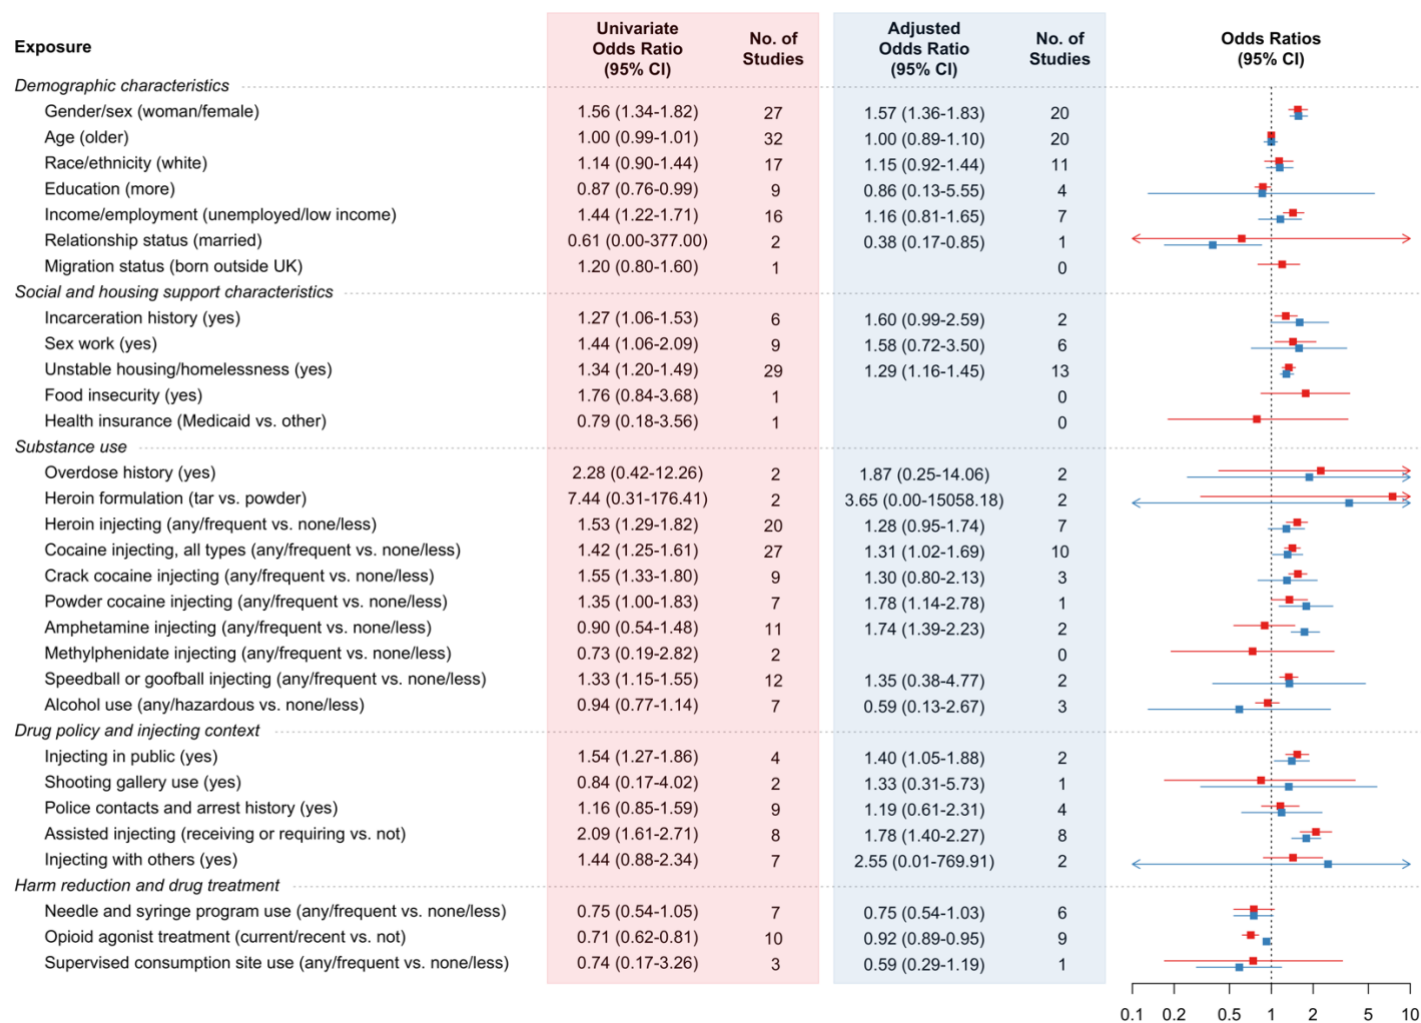 Exposure
Univariate Odds Ratio (95% CI)
No. of Studies
Adjusted Odds Ratio (95% CI)
No. of Studies
Odds Ratios (95% CI)
Demographic characteristics
Gender/sex (woman/female) 1.56 (1.34-1.82) 27 1.57 (1.36-1.83) 20
Age (older) 1.00 (0.99-1.01) 32 1.00 (0.89-1.10) 20
Race/ethnicity (white) 1.14 (0.90-1.44) 17 1.15 (0.92-1.44) 11
Education (more) 0.87 (0.76-0.99) 9 0.86 (0.13-5.55) 4
Income/employment (unemployed/low income) 1.44 (1.22-1.71) 16 1.16 (0.81-1.65) 7
Relationship status (married) 0.61 (0.00-377.00) 2 0.38 (0.17-0.85) 1
Migration status (born outside UK) 1.20 (0.80-1.60) 1 0
Social and housing support characteristics
Incarceration history (yes) 1.27 (1.06-1.53) 6 1.60 (0.99-2.59) 2
Sex work (yes) 1.44 (1.06-2.09) 9 1.58 (0.72-3.50) 6
Unstable housing/homelessness (yes) 1.34 (1.20-1.49) 29 1.29 (1.16-1.45) 13
Food insecurity (yes) 1.76 (0.84-3.68) 1 0
Health insurance (Medicaid vs. other) 0.79 (0.18-3.56) 1 0
Substance use
Overdose history (yes) 2.28 (0.42-12.26) 2 1.87 (0.25-14.06) 2
Heroin formulation (tar vs. powder) 7.44 (0.31-176.41) 2 3.65 (0.00-15058.18) 2
Heroin injecting (any/frequent vs. none/less) 1.53 (1.29-1.82) 20 1.28 (0.95-1.74) 7
Cocaine injecting, all types (any/frequent vs. none/less) 1.42 (1.25-1.61) 27 1.31 (1.02-1.69) 10
Crack cocaine injecting (any/frequent vs. none/less) 1.55 (1.33-1.80) 9 1.30 (0.80-2.13) 3
Powder cocaine injecting (any/frequent vs. none/less) 1.35 (1.00-1.83) 7 1.78 (1.14-2.78) 1
Amphetamine injecting (any/frequent vs. none/less) 0.90 (0.54-1.48) 11 1.74 (1.39-2.23) 2
Methylphenidate injecting (any/frequent vs. none/less) 0.73 (0.19-2.82) 2 0
Speedball or goofball injecting (any/frequent vs. none/less) 1.33 (1.15-1.55) 12 1.35 (0.38-4.77) 2
Alcohol use (any/hazardous vs. none/less) 0.94 (0.77-1.14) 7 0.59 (0.13-2.67) 3
Drug policy and injecting context
Injecting in public (yes) 1.54 (1.27-1.86) 4 1.40 (1.05-1.88) 2
Shooting gallery use (yes) 0.84 (0.17-4.02) 2 1.33 (0.31-5.73) 1
Police contacts and arrest history (yes) 1.16 (0.85-1.59) 9 1.19 (0.61-2.31) 4
Assisted injecting (receiving or requiring vs. not) 2.09 (1.61-2.71) 8 1.78 (1.40-2.27) 8
Injecting with others (yes) 1.44 (0.88-2.34) 7 2.55 (0.01-769.91) 2
Harm reduction and drug treatment
Needle and syringe program use (any/frequent vs. none/less) 0.75 (0.54-1.05) 7 0.75 (0.54-1.03) 6
Opioid agonist treatment (current/recent vs. not) 0.71 (0.62-0.81) 10 0.92 (0.89-0.95) 9
Supervised consumption site use (any/frequent vs. none/less) 0.74 (0.17-3.26) 3 0.59 (0.29-1.19) 1
0.1 0.2 0.5 1 2 5 10